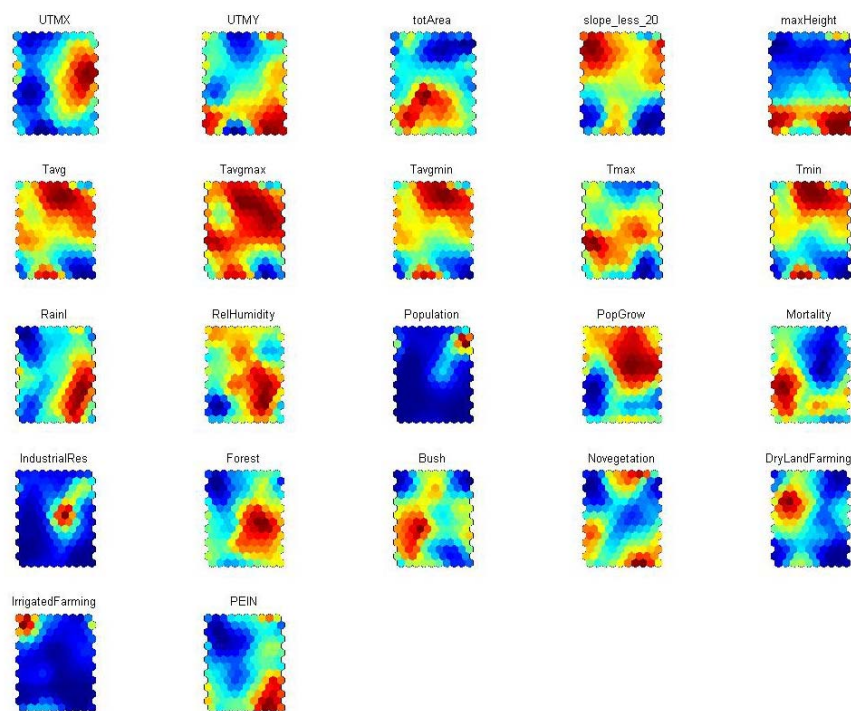 UTMX UTMY totArea slope_less_20 maxHeight
Tavg Tavgmax Tavgmin Tmax Tmin
RainI RelHumidity Population PopGrow Mortality
IndustrialRes Forest Bush Novegetation DryLandFarming
IrrigatedFarming PEIN